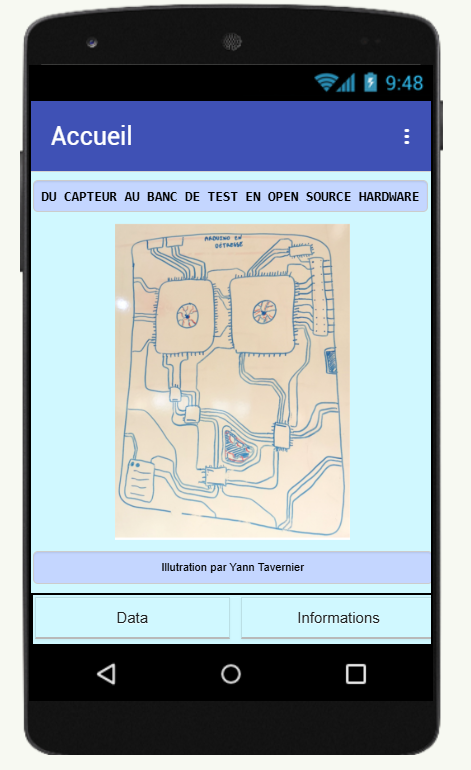 9:48
Accueil
DU CAPTEUR AU BANC DE TEST EN OPEN SOURCE HARDWARE
ARDUINO EN
DÉTRESSE
Illutration par Yann Tavernier
Data
Informations